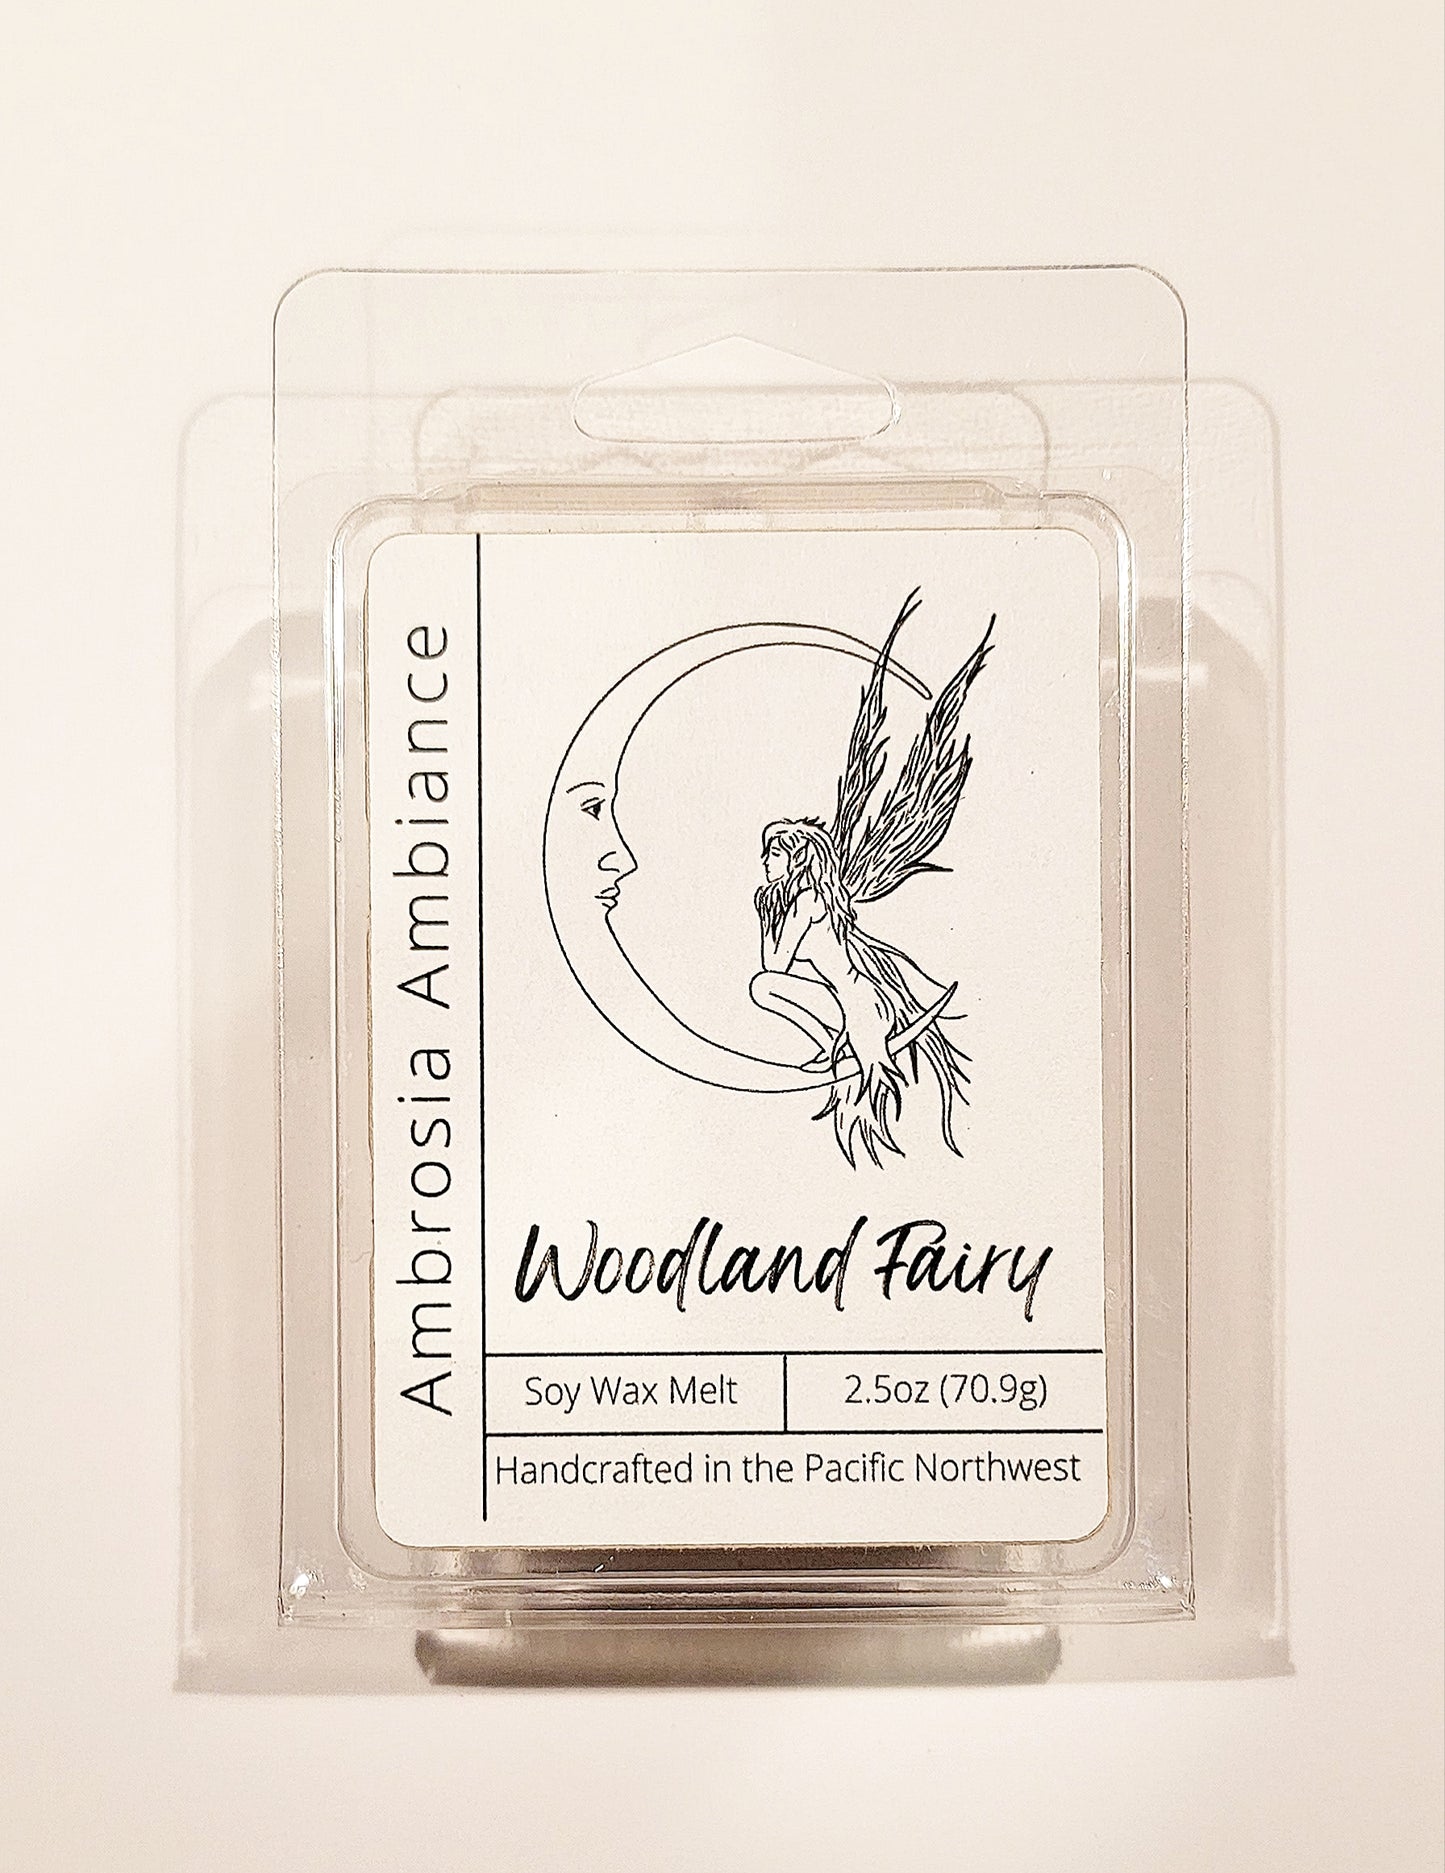 Ambrosia Ambiance
Woodland Fairy
Soy Wax Melt
2.5oz (70.9g)
Handcrafted in the Pacific Northwest